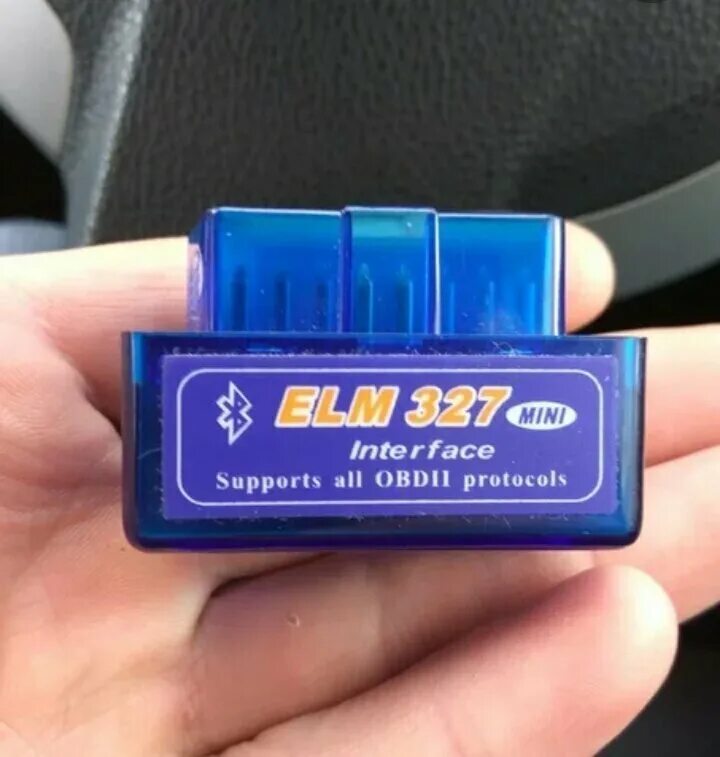 ELM 327 MINI
Interface
Supports all OBDII protocols